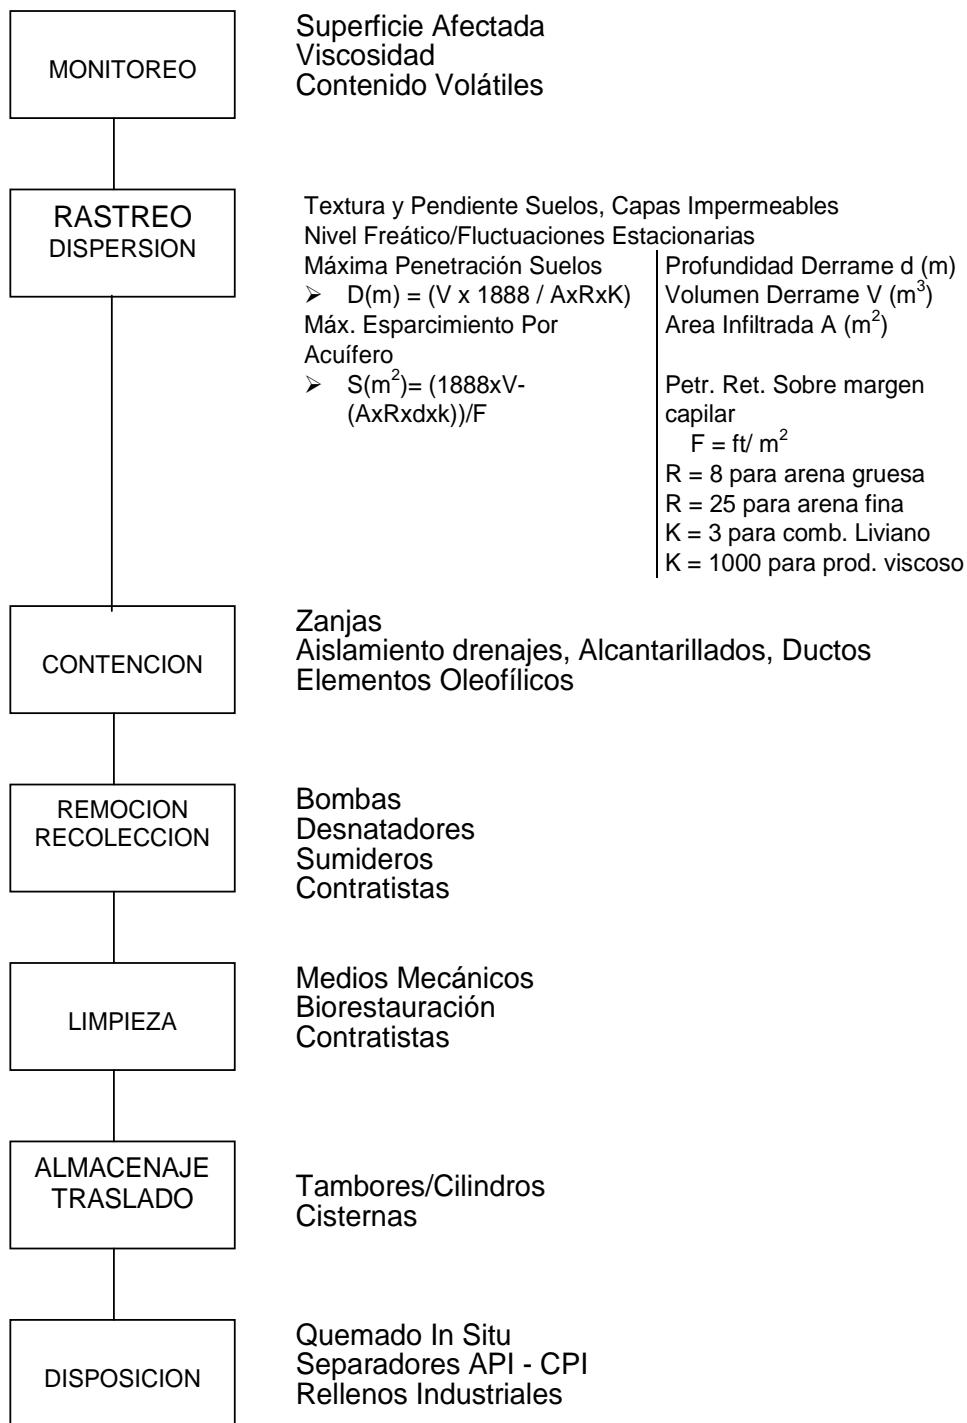 MONITOREO
Superficie Afectada
Viscosidad
Contenido Volátiles
RASTREO
DISPERSION
Textura y Pendiente Suelos, Capas Impermeables
Nivel Freático/Fluctuaciones Estacionarias
Máxima Penetración Suelos
➢ D(m) = (V x 1888 / AxRxK)
Máx. Esparcimiento Por
Acuífero
➢ S(m²)= (1888xV-
(AxRxdxk))/F
Profundidad Derrame d (m)
Volumen Derrame V (m³)
Area Infiltrada A (m²)
Petr. Ret. Sobre margen
capilar
F = ft/ m²
R = 8 para arena gruesa
R = 25 para arena fina
K = 3 para comb. Liviano
K = 1000 para prod. viscoso
CONTENCION
Zanjas
Aislamiento drenajes, Alcantarillados, Ductos
Elementos Oleofílicos
REMOCION
RECOLECCION
Bombas
Desnatadores
Sumideros
Contratistas
LIMPIEZA
Medios Mecánicos
Biorestauración
Contratistas
ALMACENAJE
TRASLADO
Tambores/Cilindros
Cisternas
DISPOSICION
Quemado In Situ
Separadores API - CPI
Rellenos Industriales